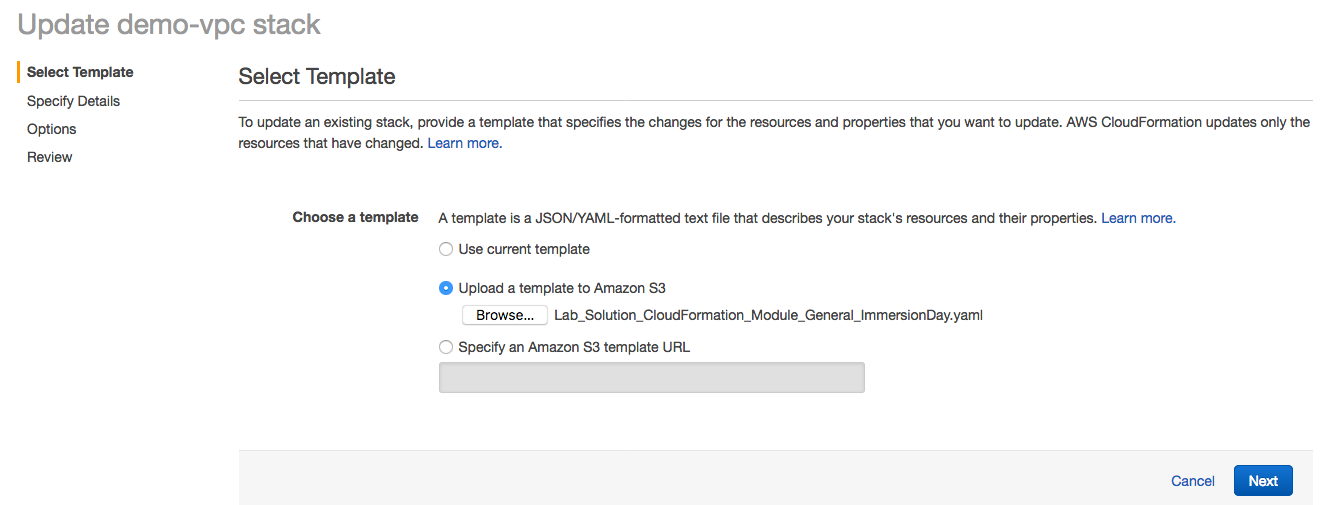 Update demo-vpc stack
Select Template
Specify Details
Options
Review
Select Template
To update an existing stack, provide a template that specifies the changes for the resources and properties that you want to update. AWS CloudFormation updates only the
resources that have changed. Learn more.
Choose a template
A template is a JSON/YAML-formatted text file that describes your stack's resources and their properties. Learn more.
Use current template
Upload a template to Amazon S3
Browse... Lab_Solution_CloudFormation_Module_General_ImmersionDay.yaml
Specify an Amazon S3 template URL
Cancel Next